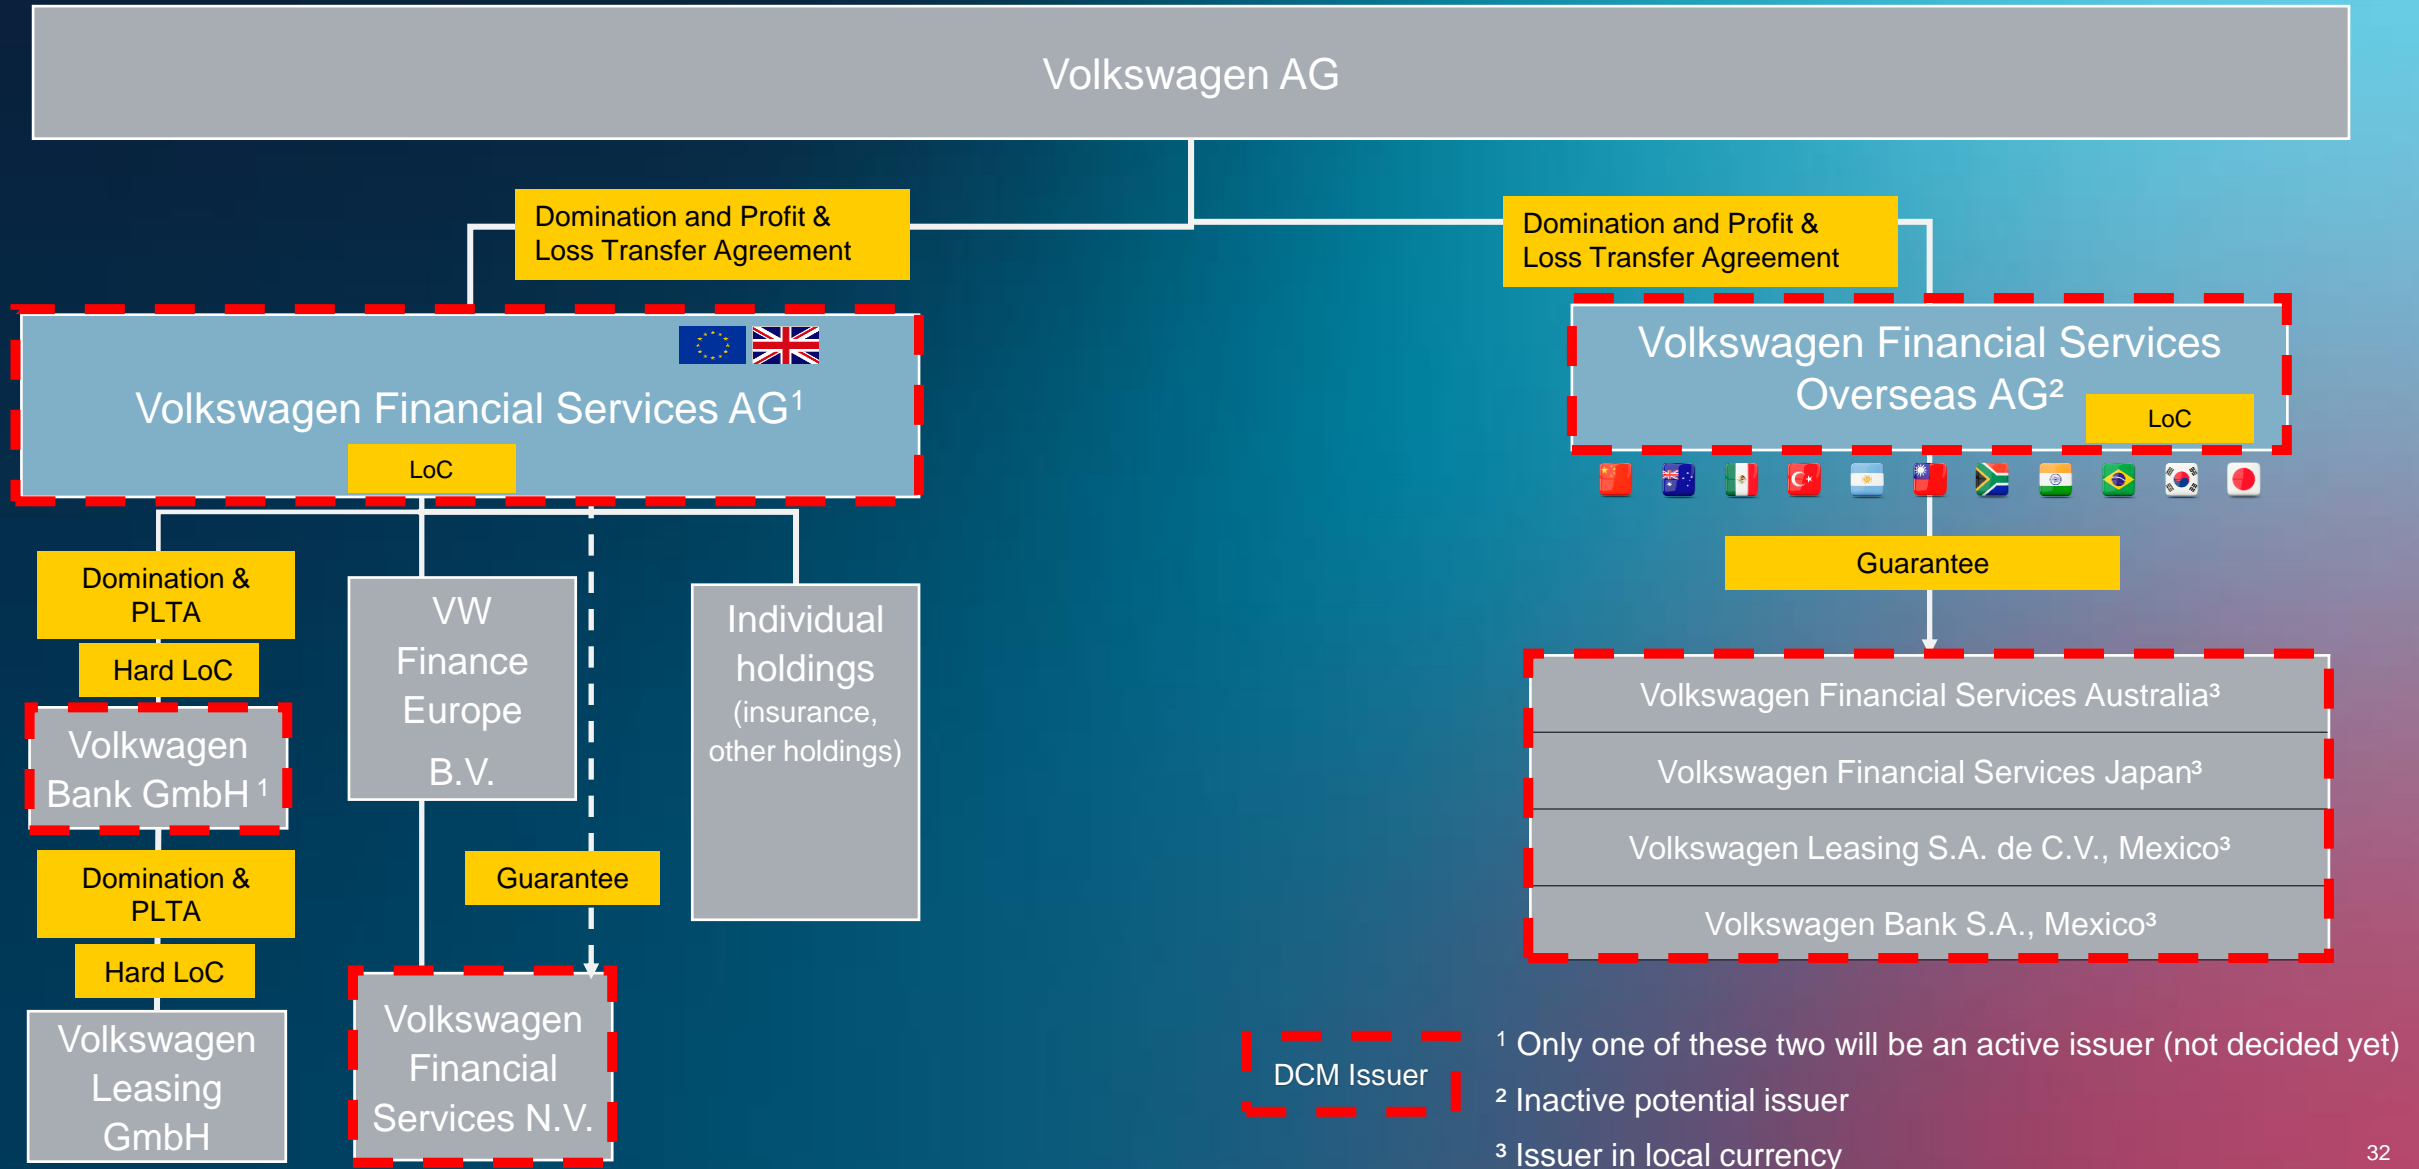 Volkswagen AG
Domination and Profit &
Loss Transfer Agreement
Domination and Profit &
Loss Transfer Agreement
Volkswagen Financial Services AG¹
LoC
Volkswagen Financial Services
Overseas AG²
LoC
Domination &
PLTA
Hard LoC
Volkwagen
Bank GmbH ¹
Domination &
PLTA
Hard LoC
Volkswagen
Leasing
GmbH
VW
Finance
Europe
B.V.
Guarantee
Volkswagen
Financial
Services N.V.
Individual
holdings
(insurance,
other holdings)
Guarantee
Volkswagen Financial Services Australia³
Volkswagen Financial Services Japan³
Volkswagen Leasing S.A. de C.V., Mexico³
Volkswagen Bank S.A., Mexico³
DCM Issuer
¹ Only one of these two will be an active issuer (not decided yet)
² Inactive potential issuer
³ Issuer in local currency
32